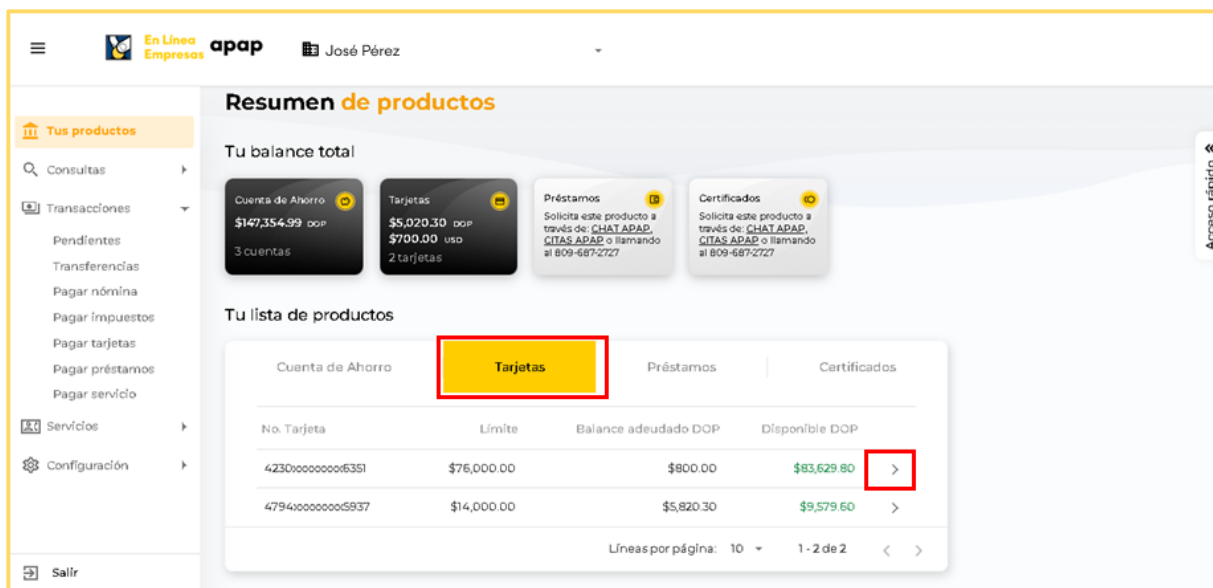 En Línea
Empresas
apap
José Pérez
Resumen de productos
Tus productos
Consultas
Transacciones
Pendientes
Transferencias
Pagar nómina
Pagar impuestos
Pagar tarjetas
Pagar préstamos
Pagar servicio
Servicios
Configuración
Salir
Tu balance total
Cuenta de Ahorro
$147,354.99 DOP
3 cuentas
Tarjetas
$5,020.30 DOP
$700.00 USD
2 tarjetas
Préstamos
Solicita este producto a
través de: CHAT APAP,
CITAS APAP o llamando
al 809-687-2727
Certificados
Solicita este producto a
través de: CHAT APAP,
CITAS APAP o llamando
al 809-687-2727
Acceso rápido
Tu lista de productos
Cuenta de Ahorro Tarjetas Préstamos Certificados
No. Tarjeta Límite Balance adeudado DOP Disponible DOP
4230xxxxxxxx6351 $76,000.00 $800.00 $83,629.80
4794xxxxxxxx5937 $14,000.00 $5,820.30 $9,579.60
Líneas por página: 10 1 - 2 de 2